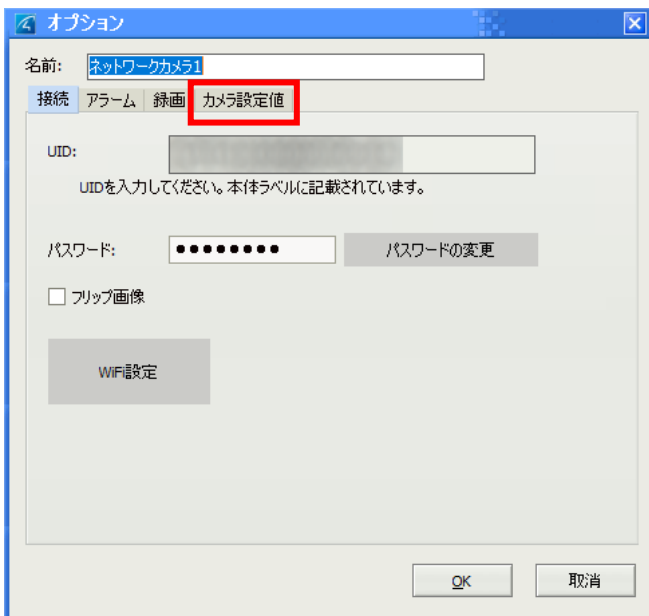 オプション
名前: ネットワークカメラ1
接続 アラーム 録画 カメラ設定値
UID:
UIDを入力してください。本体ラベルに記載されています。
パスワード: ●●●●●●●● パスワードの変更
フリップ画像
WiFi設定
OK 取消